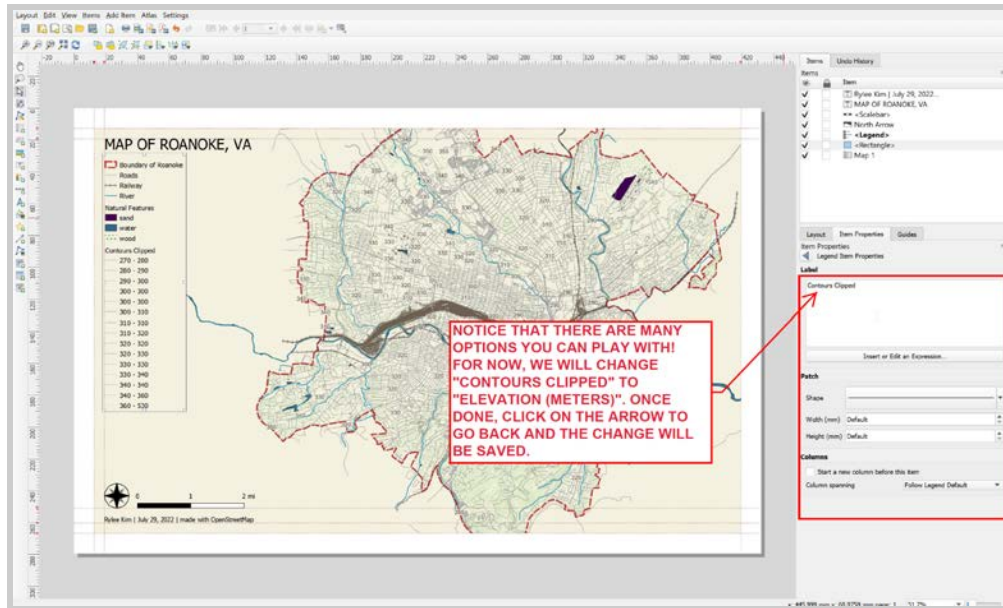 Layout Edit View Items Add Item Atlas Settings
Items Undo History
Items
Item
Rylee Kim | July 29, 2022...
MAP OF ROANOKE, VA
<Scalebar>
North Arrow
<Legend>
<Rectangle>
Map 1
MAP OF ROANOKE, VA
Boundary of Roanoke
Roads
Railway
River
Natural Features
sand
water
wood
Contours Clipped
270 - 280
280 - 290
290 - 300
300 - 300
300 - 310
310 - 310
310 - 320
320 - 320
320 - 330
330 - 330
330 - 340
340 - 340
340 - 360
360 - 530
0 1 2 mi
Rylee Kim | July 29, 2022 | made with OpenStreetMap
NOTICE THAT THERE ARE MANY
OPTIONS YOU CAN PLAY WITH!
FOR NOW, WE WILL CHANGE
"CONTOURS CLIPPED" TO
"ELEVATION (METERS)". ONCE
DONE, CLICK ON THE ARROW TO
GO BACK AND THE CHANGE WILL
BE SAVED.
Layout Item Properties Guides
Item Properties
Legend Item Properties
Label
Contours Clipped
Insert or Edit an Expression...
Patch
Shape
Width (mm) Default
Height (mm) Default
Columns
Start a new column before this item
Column spanning Follow Legend Default